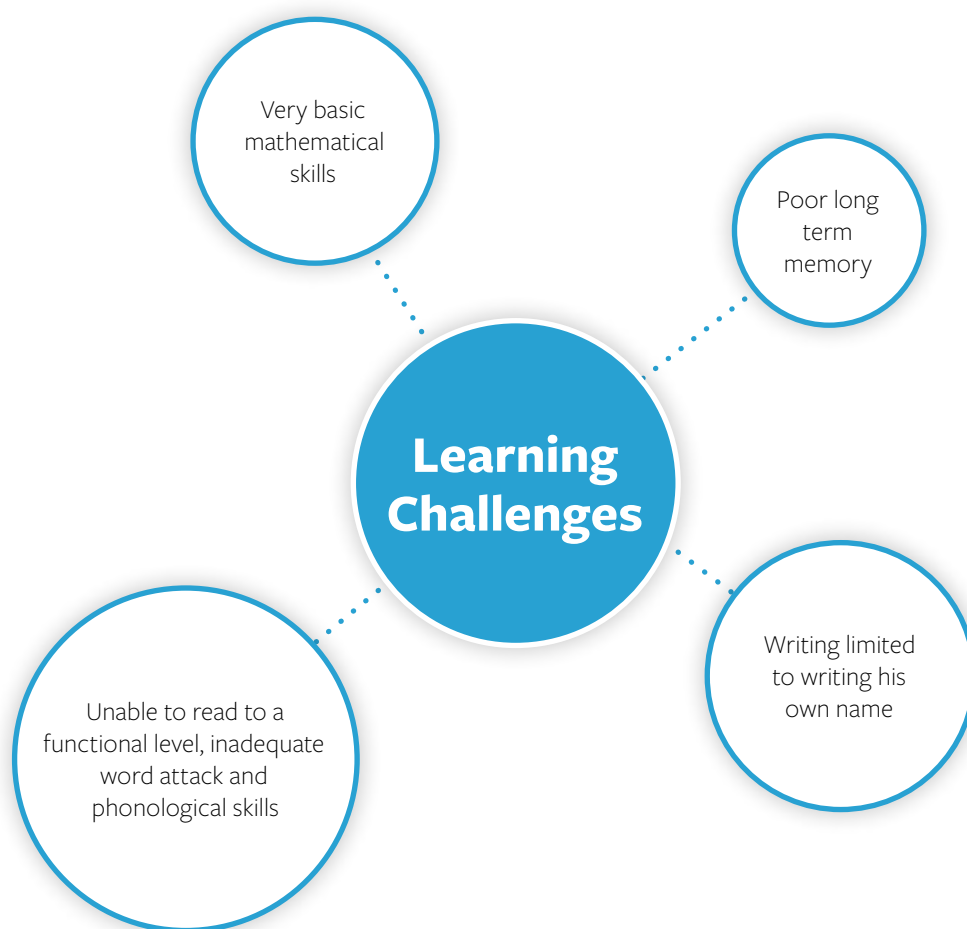 Very basic
mathematical
skills
Poor long
term
memory
Learning
Challenges
Writing limited
to writing his
own name
Unable to read to a
functional level, inadequate
word attack and
phonological skills